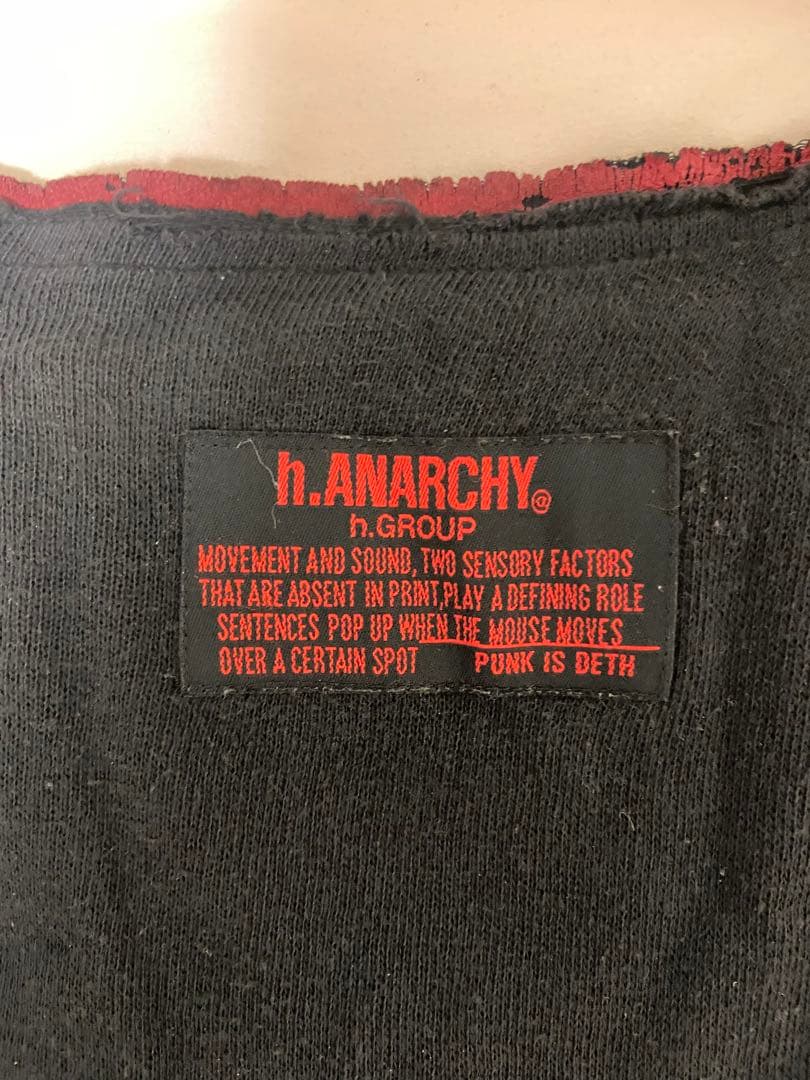 h.ANARCHY@
h.GROUP
MOVEMENT AND SOUND, TWO SENSORY FACTORS
THAT ARE ABSENT IN PRINT,PLAY A DEFINING ROLE
SENTENCES POP UP WHEN THE MOUSE MOVES
OVER A CERTAIN SPOT PUNK IS DETH